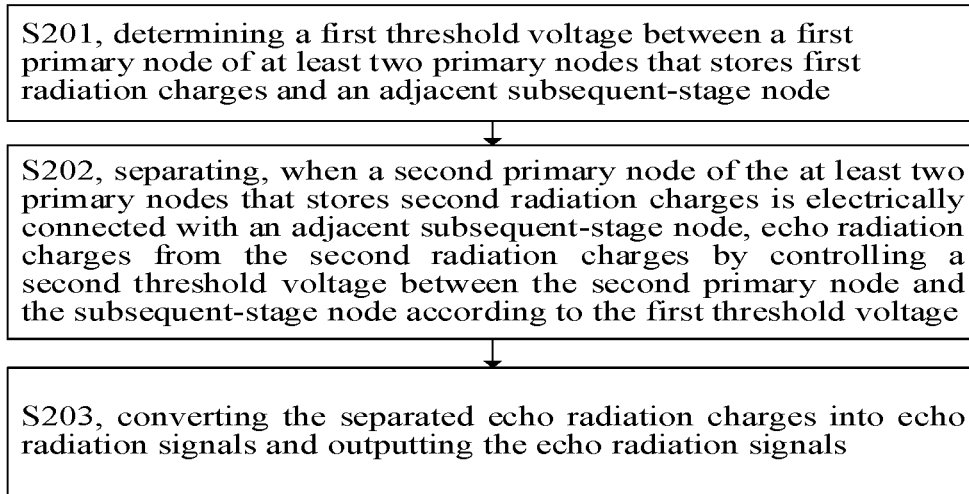 S201, determining a first threshold voltage between a first
primary node of at least two primary nodes that stores first
radiation charges and an adjacent subsequent-stage node
S202, separating, when a second primary node of the at least two
primary nodes that stores second radiation charges is electrically
connected with an adjacent subsequent-stage node, echo radiation
charges from the second radiation charges by controlling a
second threshold voltage between the second primary node and
the subsequent-stage node according to the first threshold voltage
S203, converting the separated echo radiation charges into echo
radiation signals and outputting the echo radiation signals